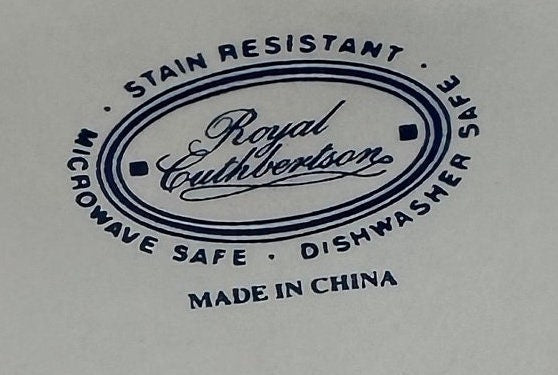 STAIN RESISTANT ·
Royal
Cuthbertson
· MICROWAVE SAFE · DISHWASHER SAFE
MADE IN CHINA